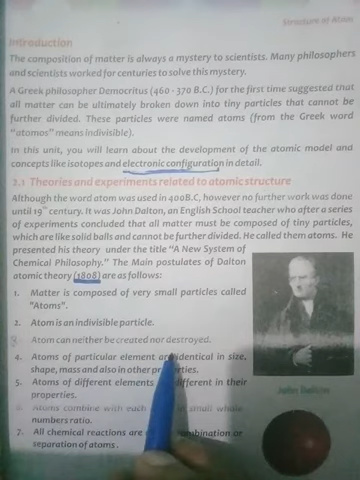 Structure of Atom
Introduction
The composition of matter is always a mystery to scientists. Many philosophers
and scientists worked for centuries to solve this mystery.
A Greek philosopher Democritus (460 - 370 B.C.) for the first time suggested that
all matter can be ultimately broken down into tiny particles that cannot be
further divided. These particles were named atoms (from the Greek word
"atomos" means indivisible).
In this unit, you will learn about the development of the atomic model and
concepts like isotopes and electronic configuration in detail.
2.1 Theories and experiments related to atomic structure
Although the word atom was used in 400B.C, however no further work was done
until 19th century. It was John Dalton, an English School teacher who after a series
of experiments concluded that all matter must be composed of tiny particles,
which are like solid balls and cannot be further divided. He called them atoms. He
presented his theory under the title "A New System of
Chemical Philosophy." The Main postulates of Dalton
atomic theory (1808) are as follows:
1. Matter is composed of very small particles called
"Atoms".
2. Atom is an indivisible particle.
3. Atom can neither be created nor destroyed.
4. Atoms of particular element are identical in size,
shape, mass and also in other properties.
5. Atoms of different elements different in their
properties.
6. Atoms combine with each small whole
numbers ratio.
7. All chemical reactions are combination or
separation of atoms.
John Dalton